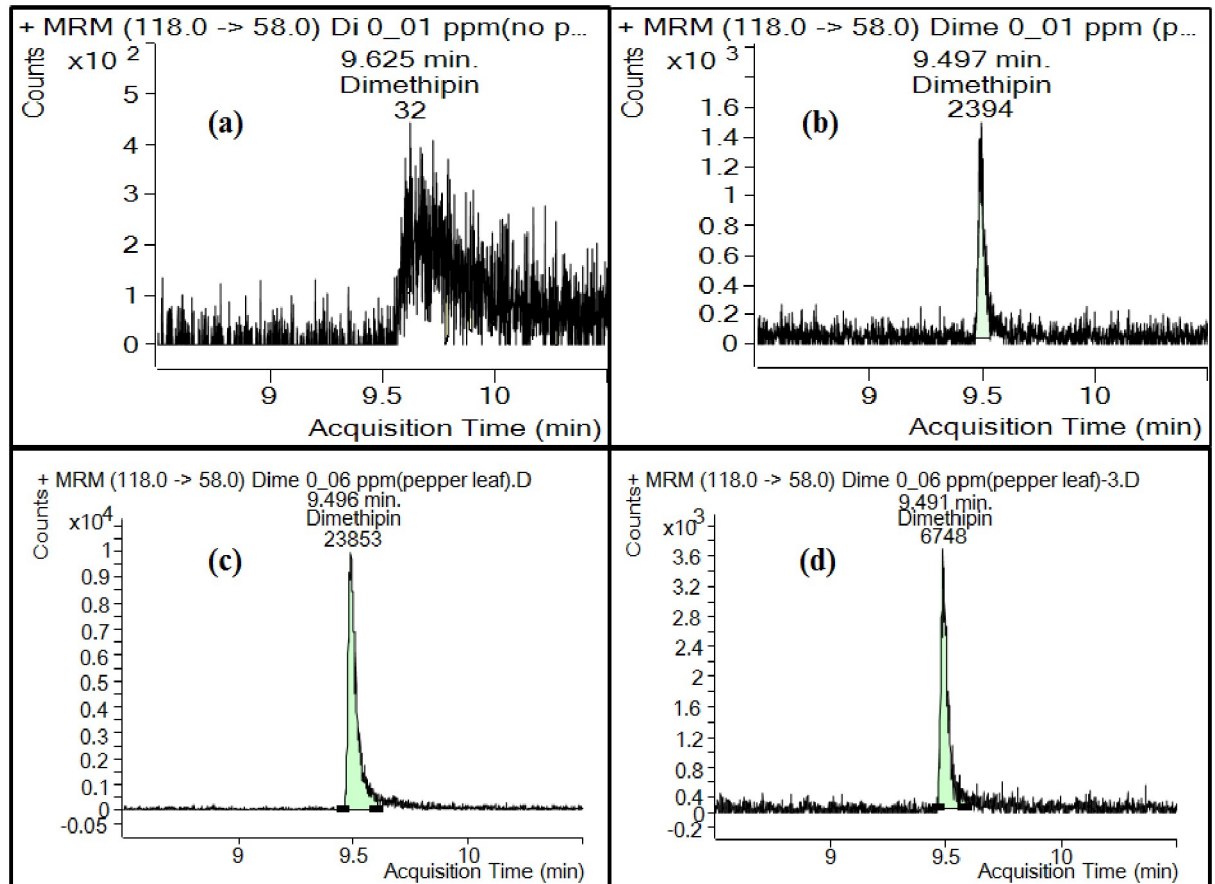 + MRM (118.0 -> 58.0) Di 0_01 ppm(no p...
Counts
x10 2
9.625 min.
Dimethipin
32
(a)
5
4
3
2
1
0
9
9.5
10
Acquisition Time (min)
+ MRM (118.0 -> 58.0) Dime 0_01 ppm (p...
Counts
x10 3
9.497 min.
Dimethipin
2394
(b)
1.6
1.4
1.2
1
0.8
0.6
0.4
0.2
0
9
9.5
10
Acquisition Time (min)
+ MRM (118.0 -> 58.0) Dime 0_06 ppm(pepper leaf).D
Counts
x10 4
9.496 min.
Dimethipin
23853
(c)
1
0.9
0.8
0.7
0.6
0.5
0.4
0.3
0.2
0.1
0
-0.05
9
9.5
10
Acquisition Time (min)
+ MRM (118.0 -> 58.0) Dime 0_06 ppm(pepper leaf)-3.D
Counts
x10 3
9.491 min.
Dimethipin
6748
(d)
3.6
3.2
2.8
2.4
2
1.6
1.2
0.8
0.4
0
-0.2
9
9.5
10
Acquisition Time (min)